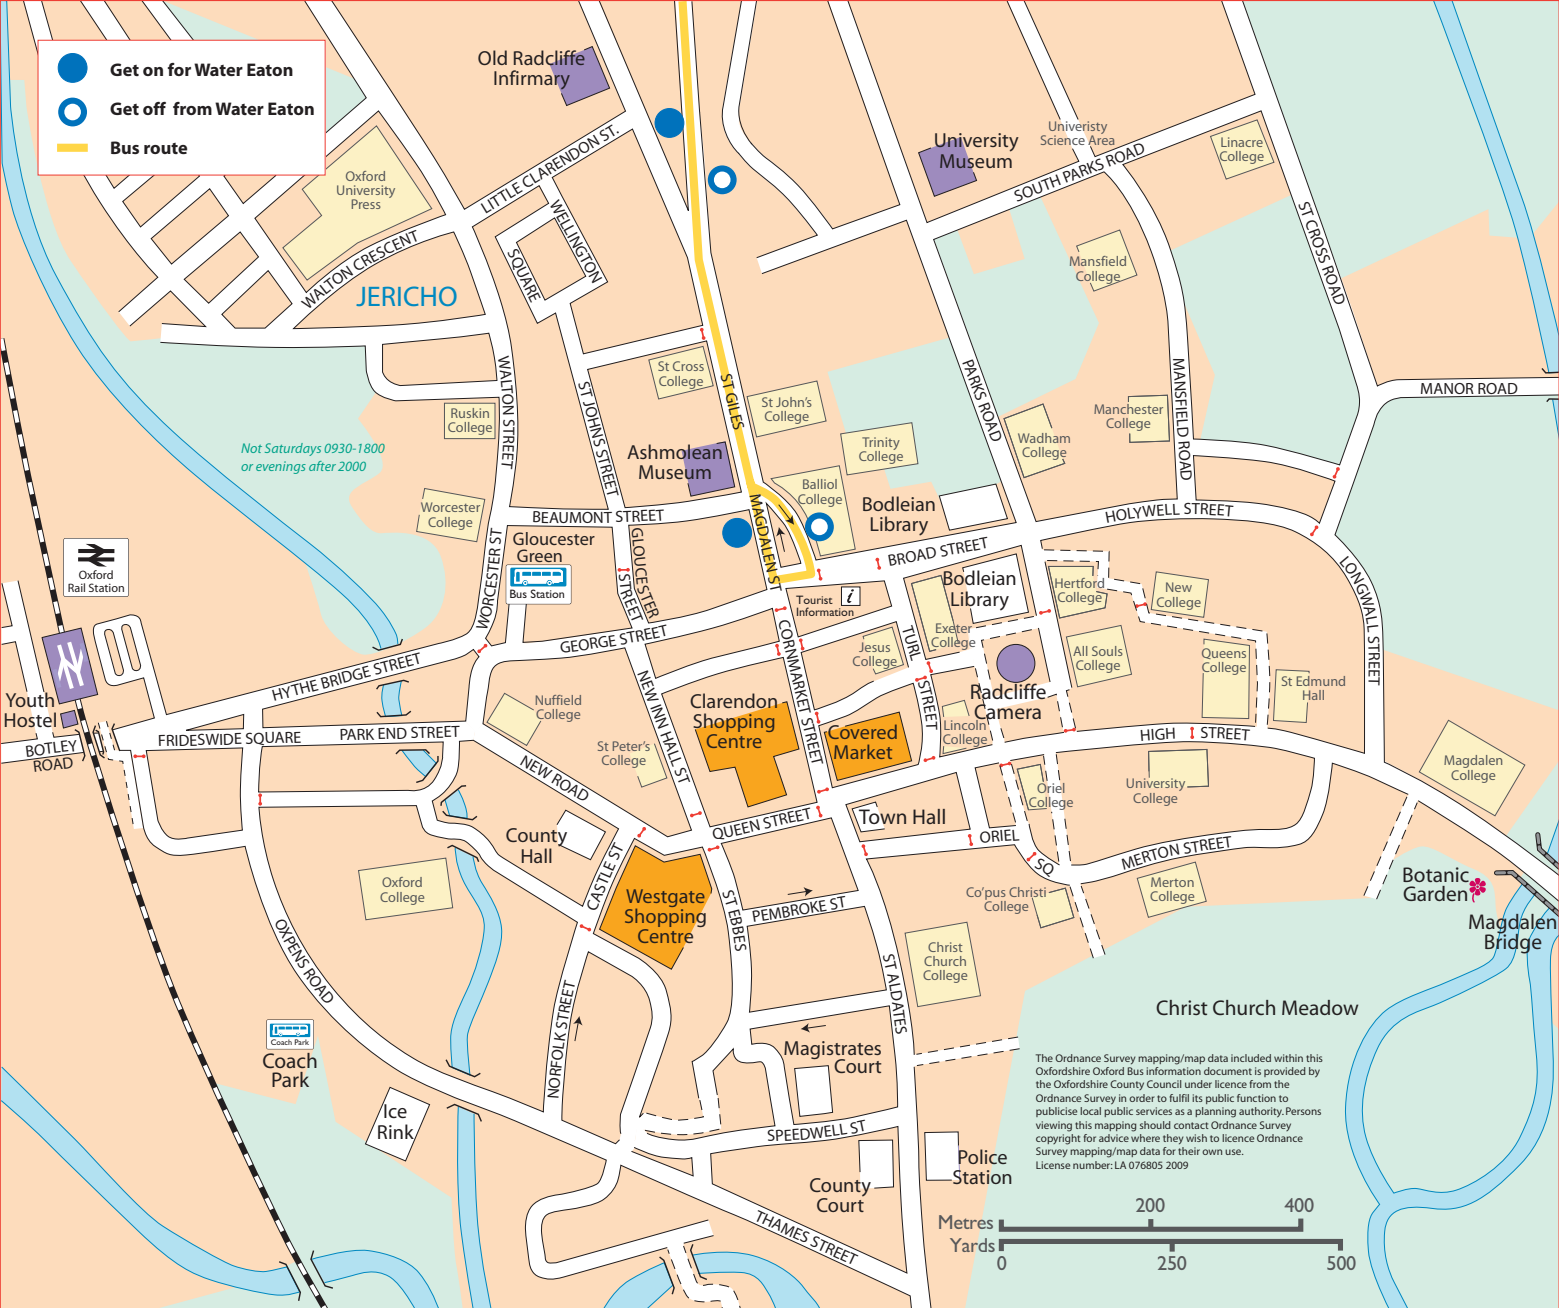 Get on for Water Eaton
Get off from Water Eaton
Bus route
Old Radcliffe
Infirmary
LITTLE CLARENDON ST.
Oxford
University
Press
WALTON CRESCENT
JERICHO
WELLINGTON
SQUARE
University
Museum
Univeristy
Science Area
SOUTH PARKS ROAD
Linacre
College
ST CROSS ROAD
Mansfield
College
MANOR ROAD
St Cross
College
ST GILES
St John's
College
PARKS ROAD
MANSFIELD ROAD
WALTON STREET
ST JOHNS STREET
Ruskin
College
Manchester
College
Wadham
College
Trinity
College
Not Saturdays 0930-1800
or evenings after 2000
Ashmolean
Museum
Balliol
College
Worcester
College
BEAUMONT STREET
MAGDALEN ST
Bodleian
Library
HOLYWELL STREET
Gloucester
Green
Bus Station
GLOUCESTER
STREET
WORCESTER ST
BROAD STREET
Oxford
Rail Station
Bodleian
Library
Hertford
College
New
College
LONGWALL STREET
Tourist
Information
i
GEORGE STREET
Exeter
College
Jesus
College
TURL
STREET
CORNMARKET STREET
All Souls
College
Queens
College
St Edmund
Hall
HYTHE BRIDGE STREET
NEW INN HALL ST
Youth
Hostel
Nuffield
College
Clarendon
Shopping
Centre
Radcliffe
Camera
Lincoln
College
Covered
Market
FRIDESWIDE SQUARE
PARK END STREET
HIGH
STREET
BOTLEY
ROAD
St Peter's
College
NEW ROAD
Magdalen
College
Oriel
College
University
College
County
Hall
QUEEN STREET
Town Hall
ORIEL
SQ
MERTON STREET
CASTLE ST
Oxford
College
Westgate
Shopping
Centre
ST EBBES
PEMBROKE ST
Co'pus Christi
College
Merton
College
Botanic
Garden
Magdalen
Bridge
OXPENS ROAD
Christ
Church
College
ST ALDATES
Christ Church Meadow
NORFOLK STREET
Coach Park
Coach
Park
Magistrates
Court
The Ordnance Survey mapping/map data included within this
Oxfordshire Oxford Bus information document is provided by
the Oxfordshire County Council under licence from the
Ordnance Survey in order to fulfil its public function to
publicise local public services as a planning authority. Persons
viewing this mapping should contact Ordnance Survey
copyright for advice where they wish to licence Ordnance
Survey mapping/map data for their own use.
License number: LA 076805 2009
Ice
Rink
SPEEDWELL ST
Police
Station
County
Court
THAMES STREET
200
400
Metres
Yards
0
250
500